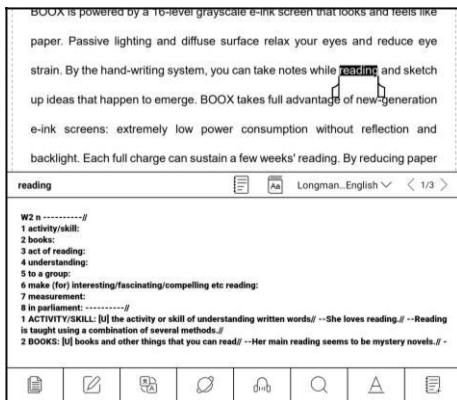 BOOX is powered by a 16-level grayscale e-ink screen that looks and feels like
paper. Passive lighting and diffuse surface relax your eyes and reduce eye
strain. By the hand-writing system, you can take notes while reading and sketch
up ideas that happen to emerge. BOOX takes full advantage of new-generation
e-ink screens: extremely low power consumption without reflection and
backlight. Each full charge can sustain a few weeks' reading. By reducing paper
reading Aa Longman...English 1/3
W2 n ----------//
1 activity/skill:
2 books:
3 act of reading:
4 understanding:
5 to a group:
6 make (for) interesting/fascinating/compelling etc reading:
7 measurement:
8 in parliament: ----------//
1 ACTIVITY/SKILL: [U] the activity or skill of understanding written words// --She loves reading.// --Reading
is taught using a combination of several methods.//
2 BOOKS: [U] books and other things that you can read// --Her main reading seems to be mystery novels.// -
A